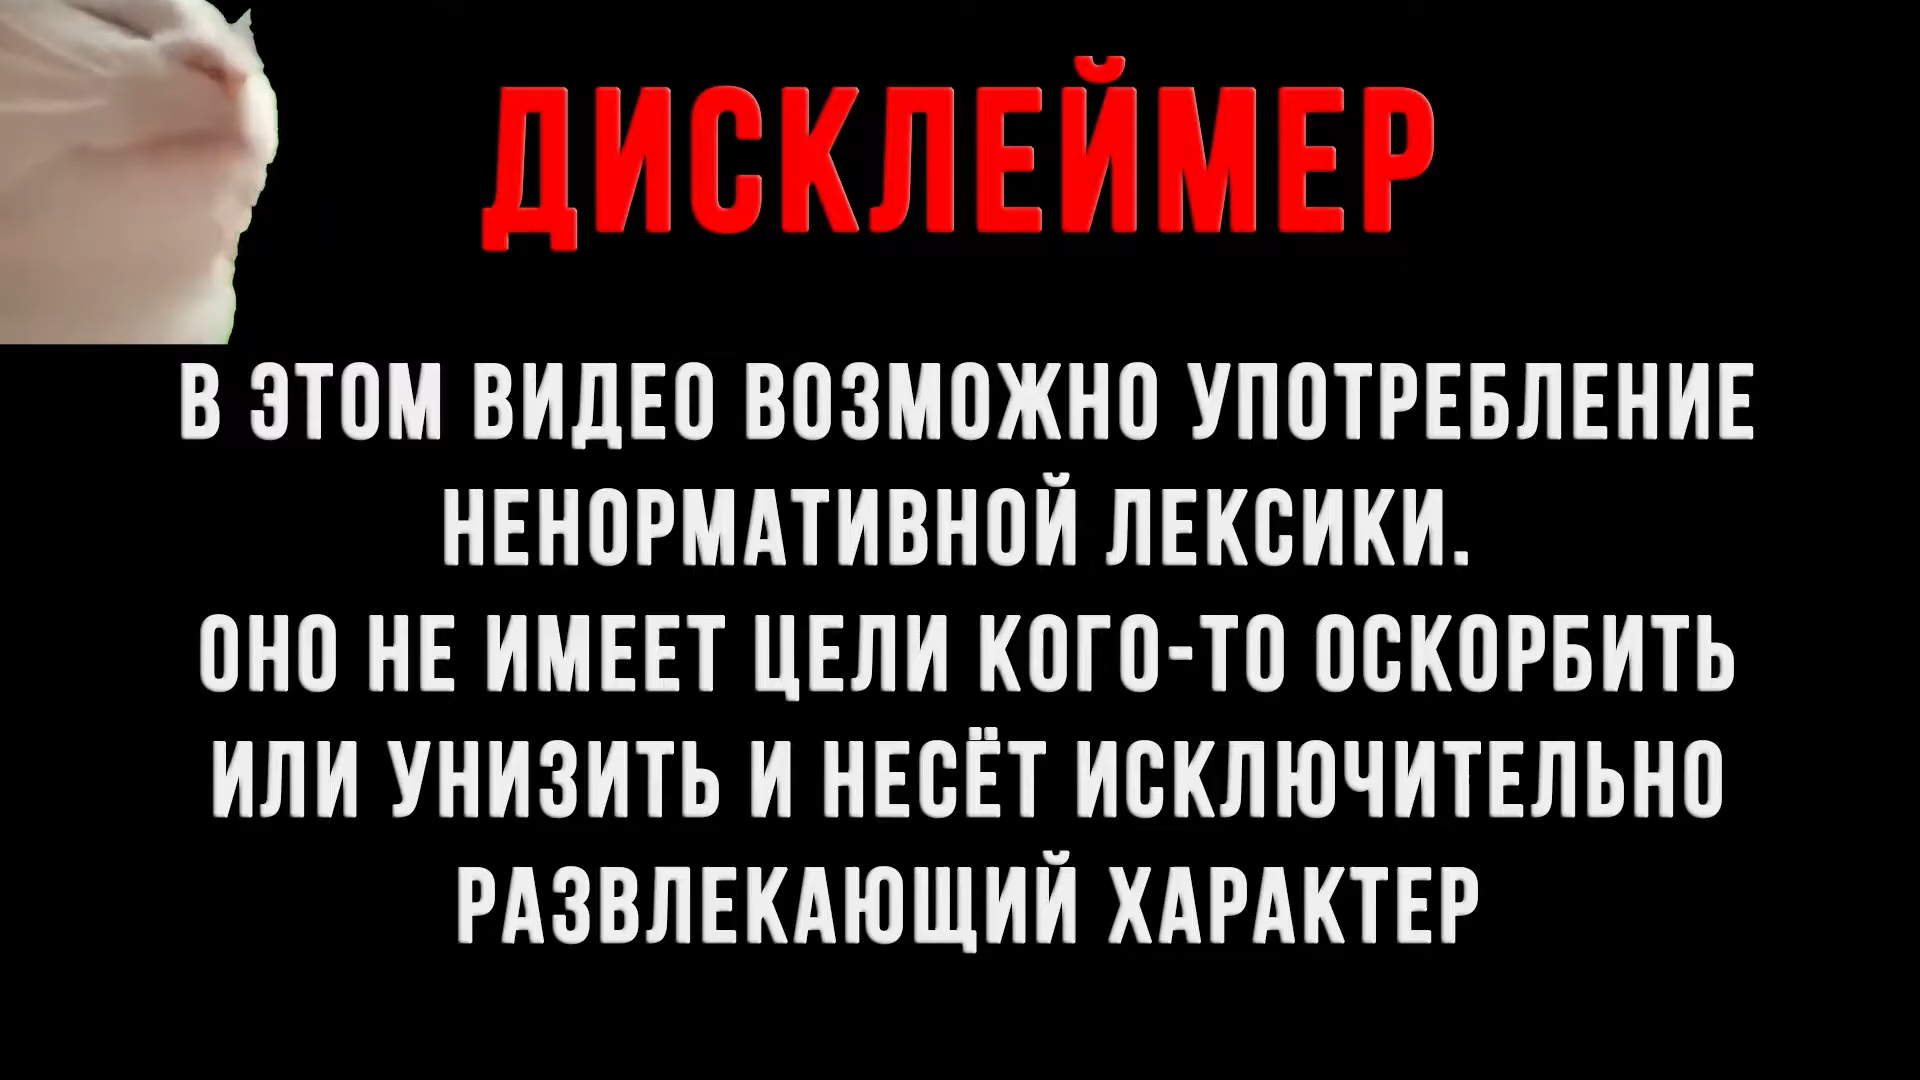 ДИСКЛЕЙМЕР
В ЭТОМ ВИДЕО ВОЗМОЖНО УПОТРЕБЛЕНИЕ
НЕНОРМАТИВНОЙ ЛЕКСИКИ.
ОНО НЕ ИМЕЕТ ЦЕЛИ КОГО-ТО ОСКОРБИТЬ
ИЛИ УНИЗИТЬ И НЕСЁТ ИСКЛЮЧИТЕЛЬНО
РАЗВЛЕКАЮЩИЙ ХАРАКТЕР